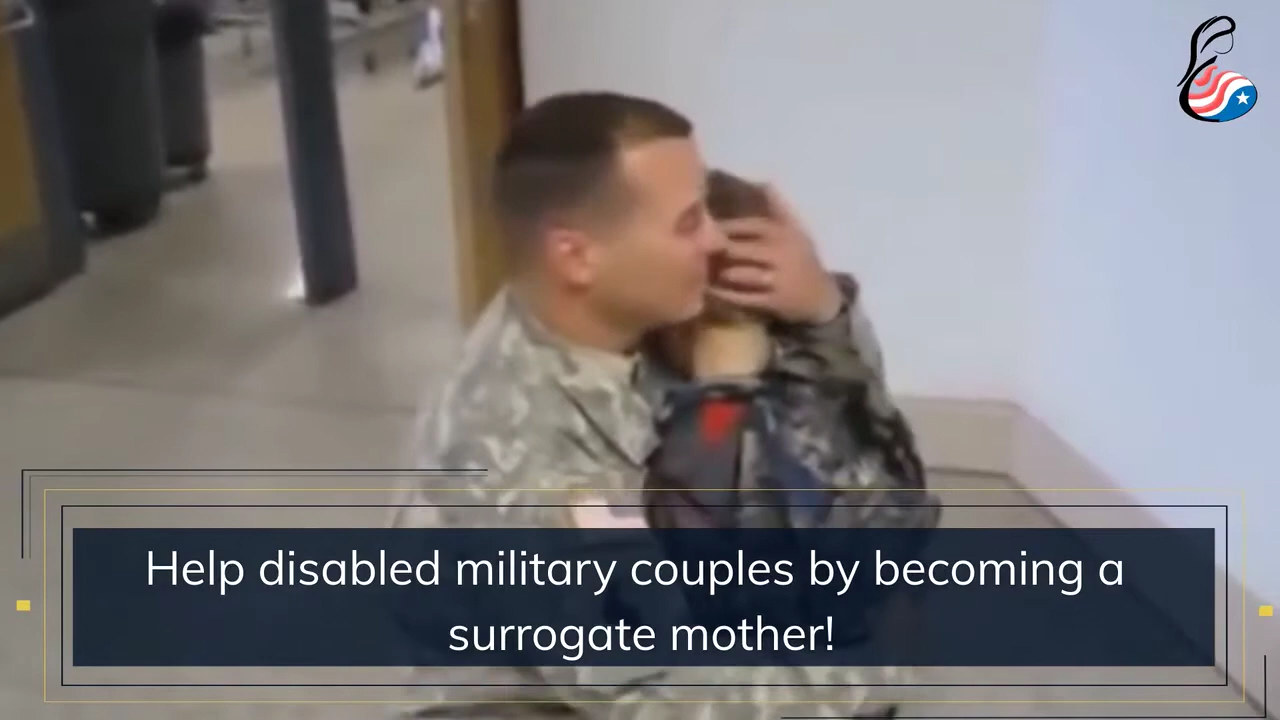 Help disabled military couples by becoming a
surrogate mother!